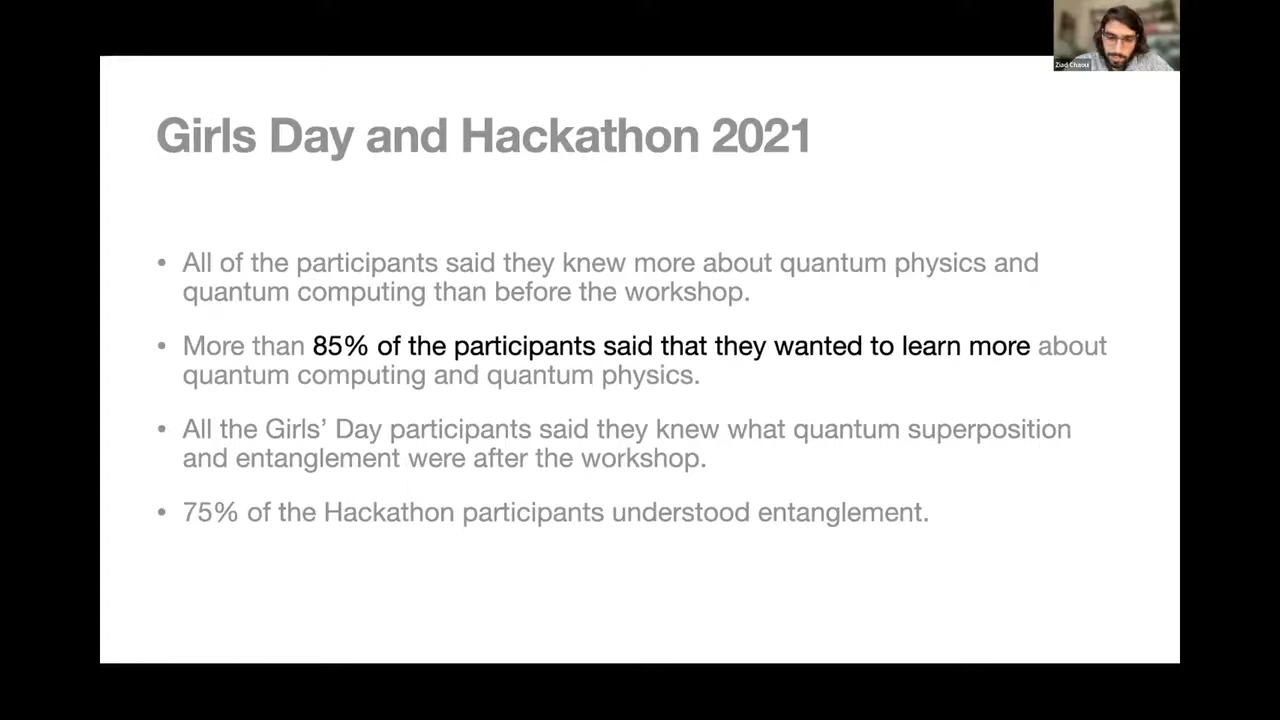 Ziad Chaoui
Girls Day and Hackathon 2021
• All of the participants said they knew more about quantum physics and
quantum computing than before the workshop.
• More than 85% of the participants said that they wanted to learn more about
quantum computing and quantum physics.
• All the Girls’ Day participants said they knew what quantum superposition
and entanglement were after the workshop.
• 75% of the Hackathon participants understood entanglement.